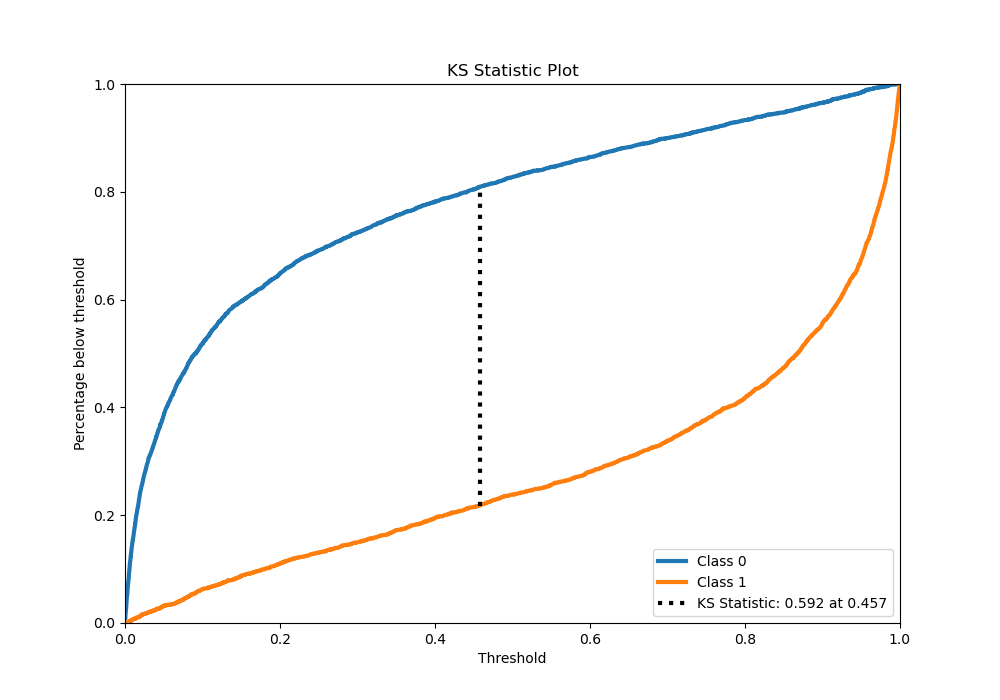 KS Statistic Plot
1.0
0.8
0.6
0.4
0.2
0.0
Percentage below threshold
0.0 0.2 0.4 0.6 0.8 1.0
Threshold
Class 0
Class 1
KS Statistic: 0.592 at 0.457